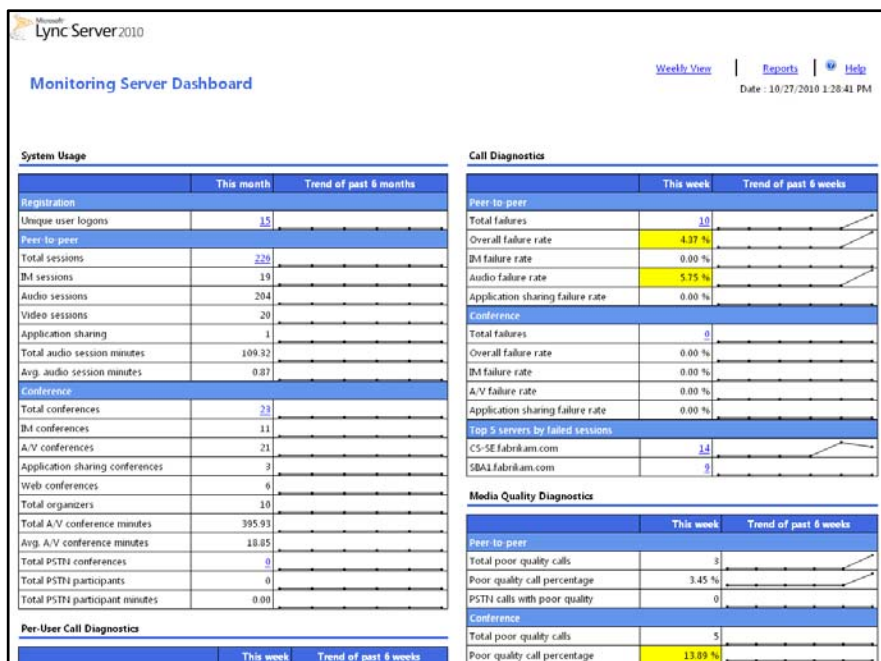 Microsoft
Lync Server 2010
Monitoring Server Dashboard
Weekly View | Reports | Help
Date : 10/27/2010 1:28:41 PM
System Usage
This month Trend of past 6 months
Registration
Unique user logons 15
Peer-to-peer
Total sessions 226
IM sessions 19
Audio sessions 204
Video sessions 20
Application sharing 1
Total audio session minutes 109.32
Avg. audio session minutes 0.87
Conference
Total conferences 23
IM conferences 11
A/V conferences 21
Application sharing conferences 3
Web conferences 6
Total organizers 10
Total A/V conference minutes 395.93
Avg. A/V conference minutes 18.85
Total PSTN conferences 0
Total PSTN participants 0
Total PSTN participant minutes 0.00
Per-User Call Diagnostics
This week Trend of past 6 weeks
Call Diagnostics
This week Trend of past 6 weeks
Peer-to-peer
Total failures 10
Overall failure rate 4.37 %
IM failure rate 0.00 %
Audio failure rate 5.75 %
Application sharing failure rate 0.00 %
Conference
Total failures 0
Overall failure rate 0.00 %
IM failure rate 0.00 %
A/V failure rate 0.00 %
Application sharing failure rate 0.00 %
Top 5 servers by failed sessions
CS-SE.fabrikam.com 14
SBA1.fabrikam.com 9
Media Quality Diagnostics
This week Trend of past 6 weeks
Peer-to-peer
Total poor quality calls 3
Poor quality call percentage 3.45 %
PSTN calls with poor quality 0
Conference
Total poor quality calls 5
Poor quality call percentage 13.89 %